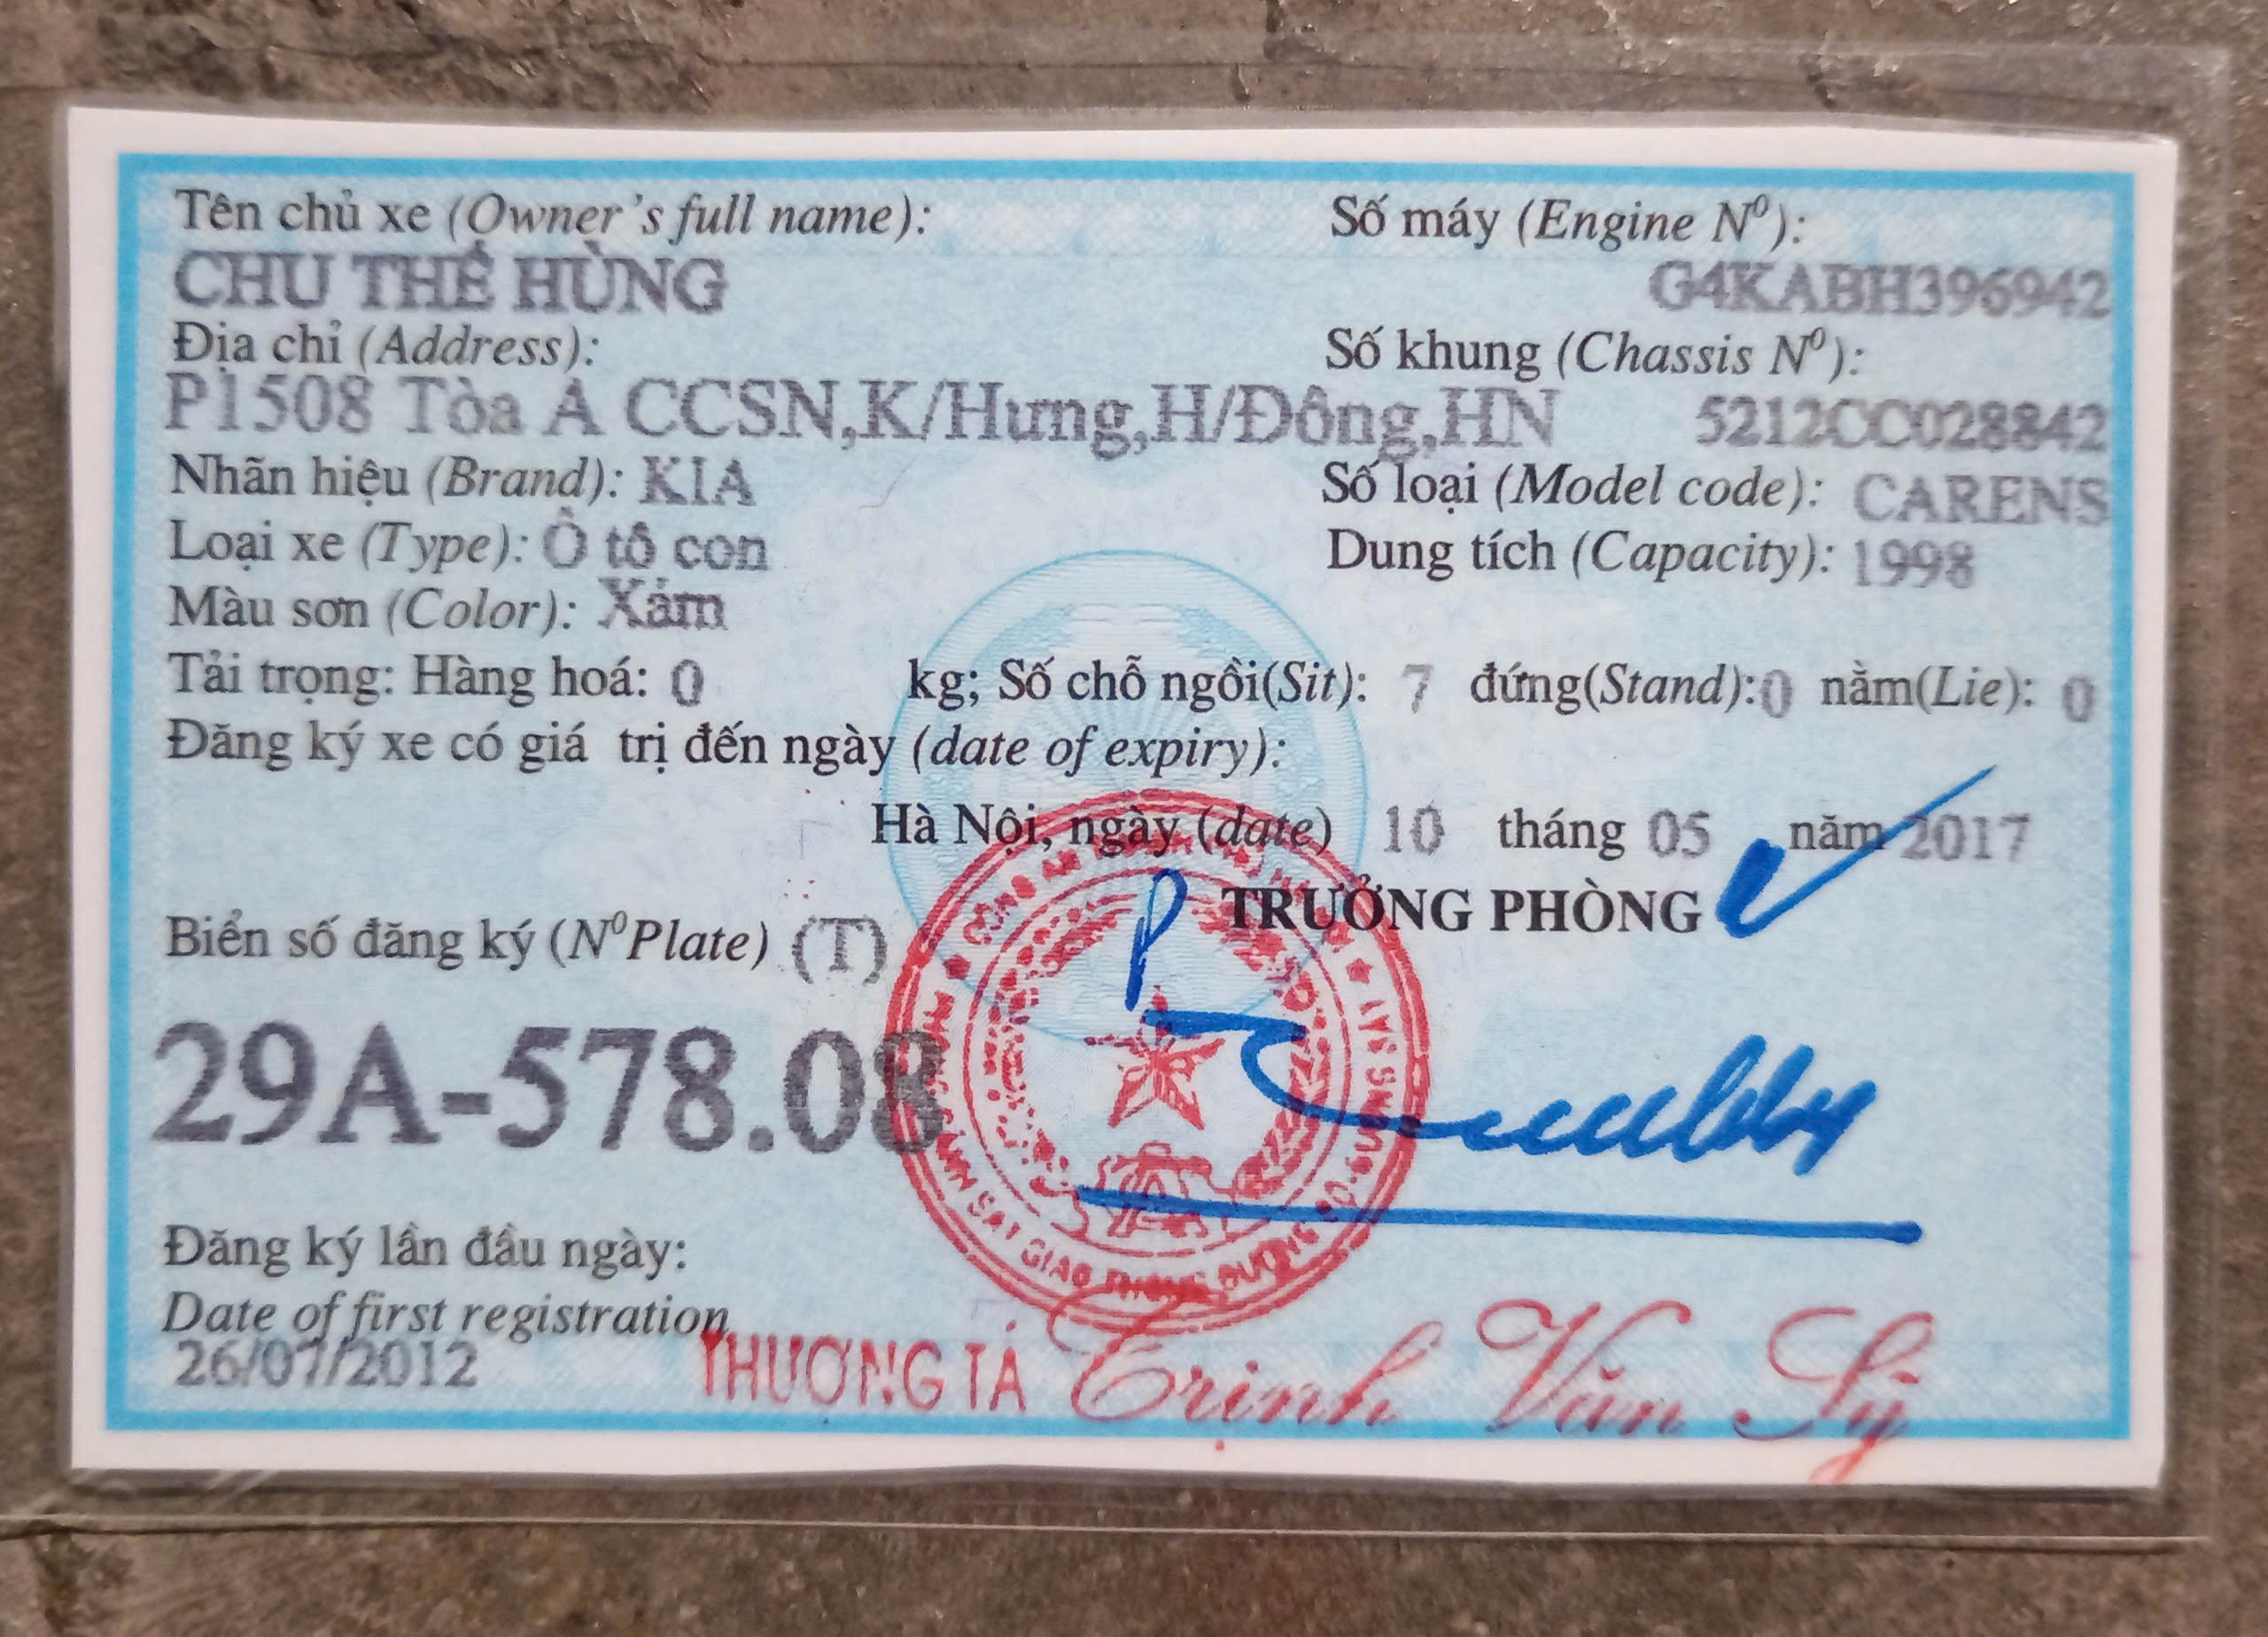 Tên chủ xe (Owner's full name):
CHU THẾ HÙNG
Số máy (Engine Nº):
G4KABH396942
Địa chỉ (Address):
P1508 Tòa A CCSN,K/Hưng,H/Đông,HN
Số khung (Chassis Nº):
5212CC028842
Nhãn hiệu (Brand): KIA
Số loại (Model code): CARENS
Loại xe (Type): Ô tô con
Dung tích (Capacity): 1998
Màu sơn (Color): Xám
Tải trọng: Hàng hoá: 0 kg; Số chỗ ngồi(Sit): 7 đứng(Stand):0 nằm(Lie): 0
Đăng ký xe có giá trị đến ngày (date of expiry):
Hà Nội, ngày (date) 10 tháng 05 năm 2017
TRƯỞNG PHÒNG
Biển số đăng ký (NºPlate) (T)
29A-578.08
Đăng ký lần đầu ngày:
Date of first registration
26/07/2012
THƯỢNG TÁ Trịnh Văn Sỹ